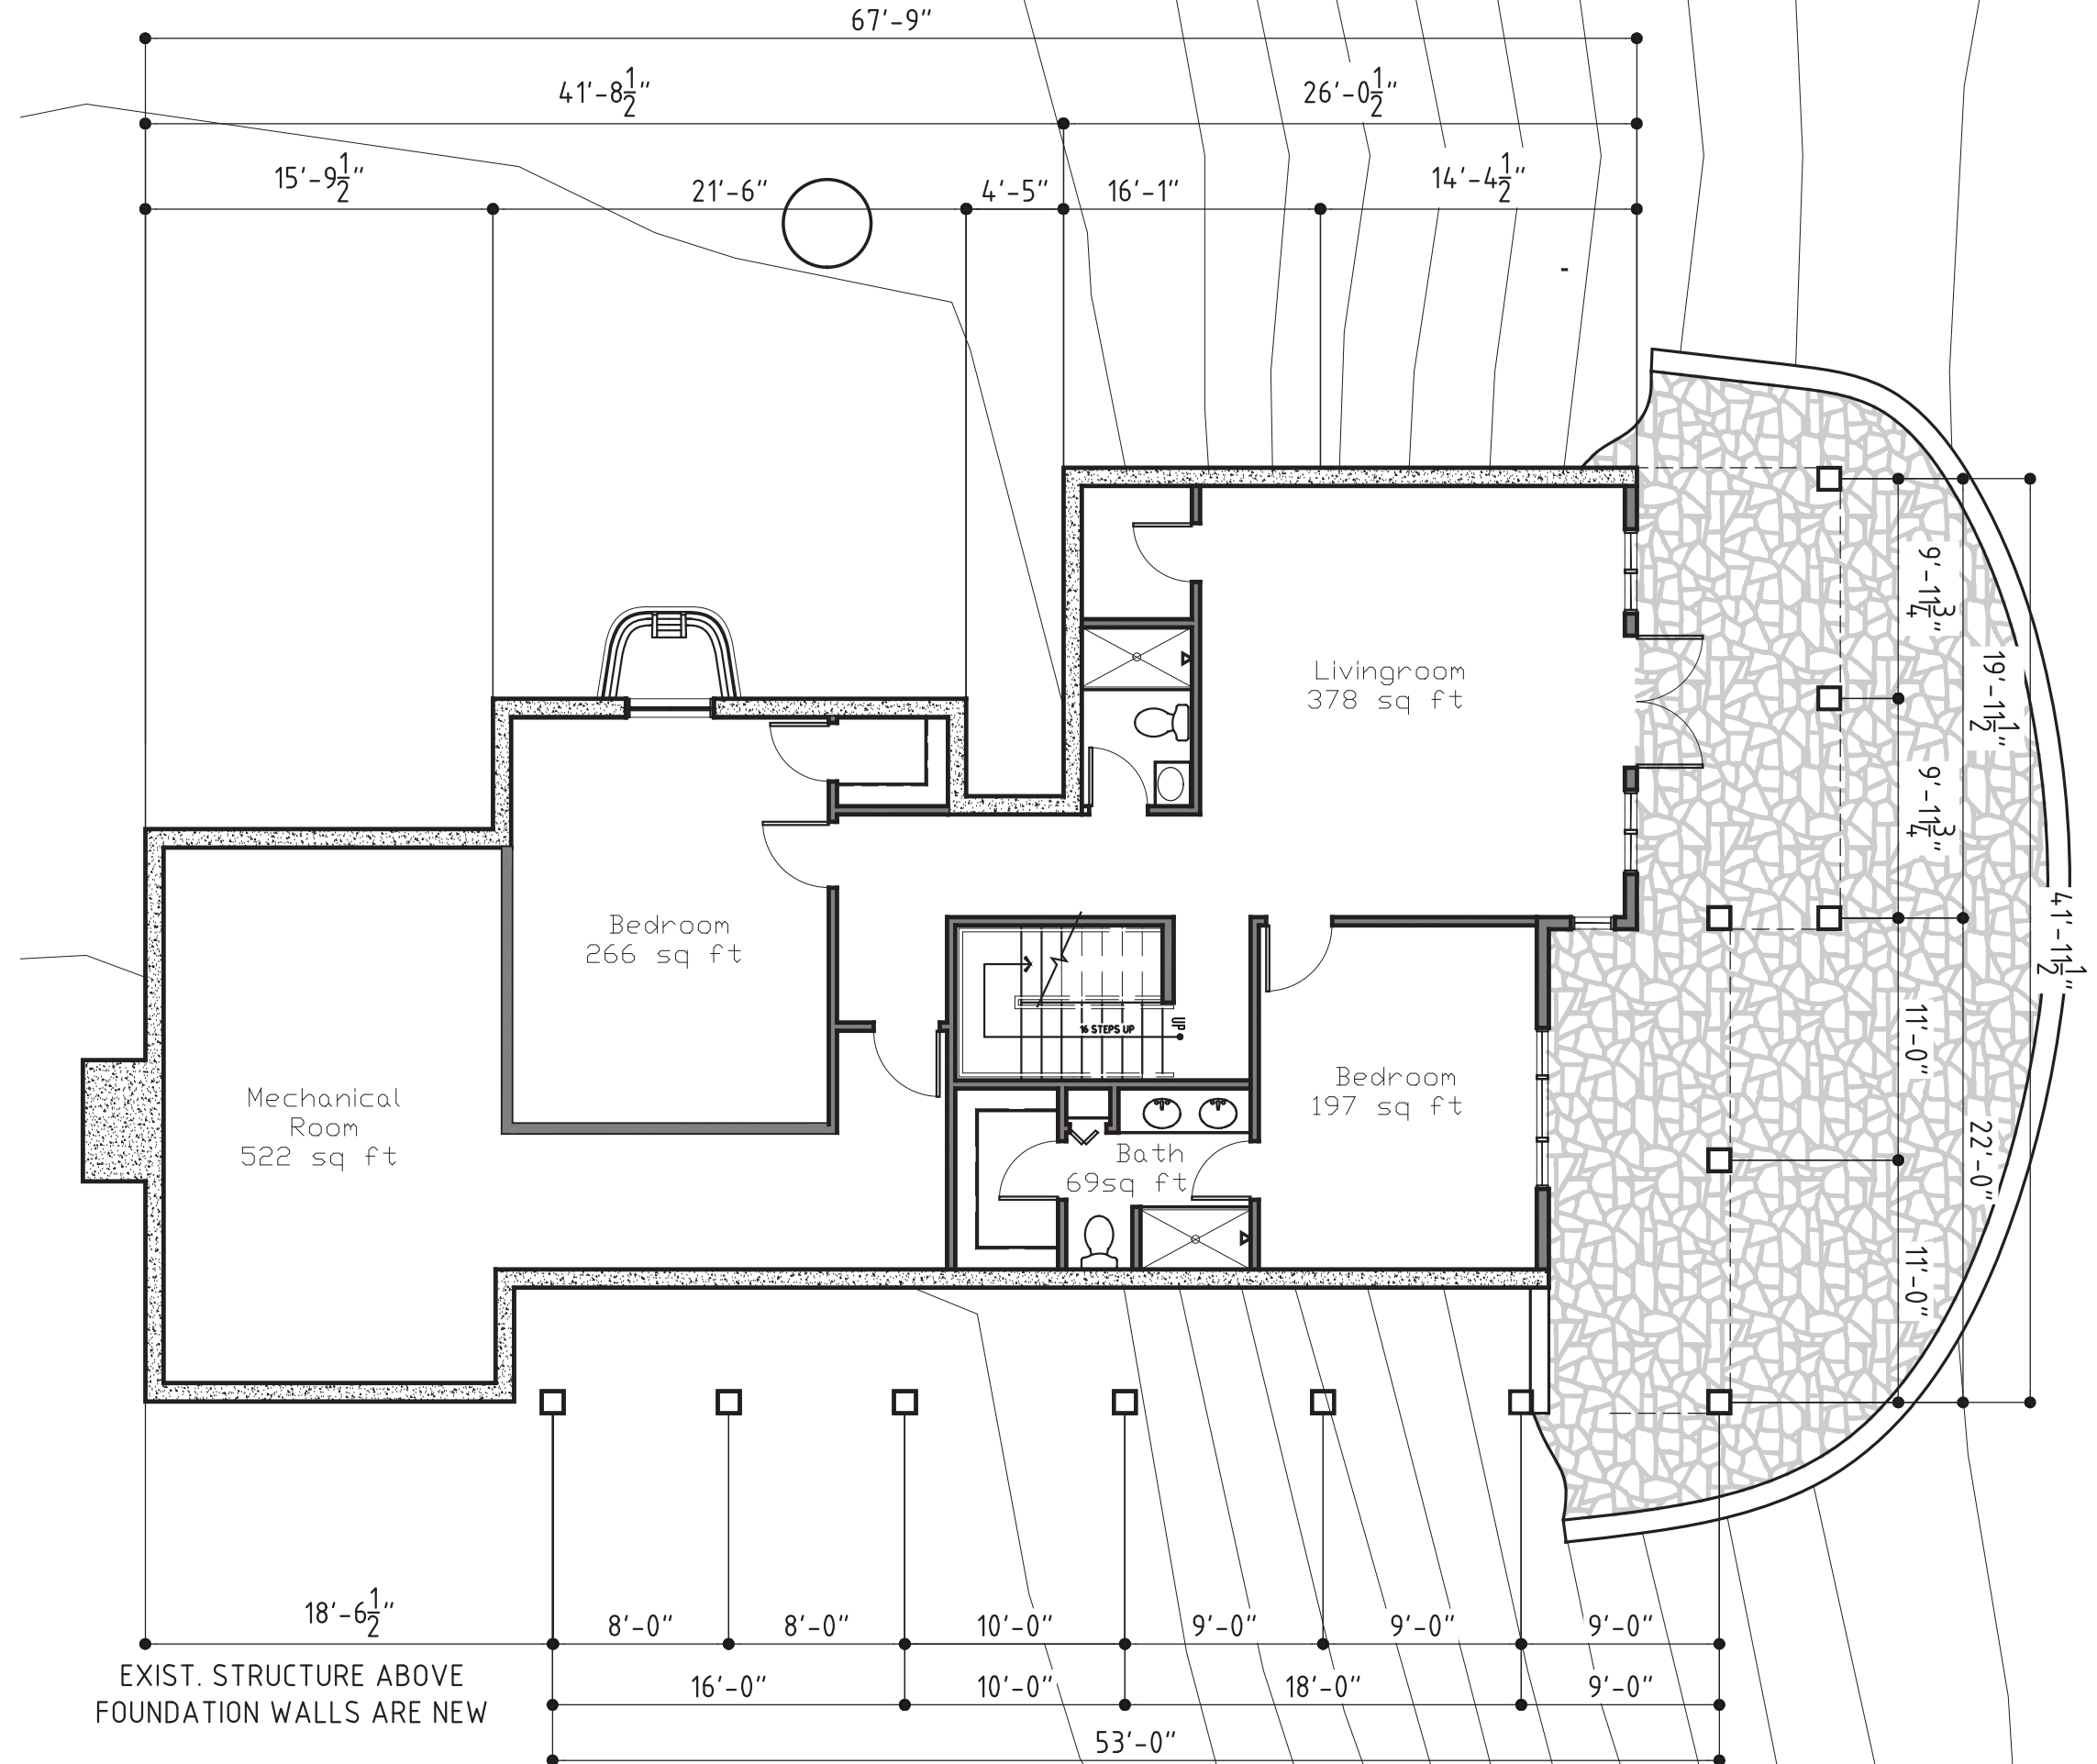 67'-9"
41'-8 1/2"
26'-0 1/2"
15'-9 1/2"
21'-6"
4'-5"
16'-1"
14'-4 1/2"
9'-11 3/4"
19'-11 1/2"
Livingroom
378 sq ft
9'-11 3/4"
41'-11 1/2"
Bedroom
266 sq ft
UP
16 STEPS UP
11'-0"
Bedroom
197 sq ft
Mechanical
Room
522 sq ft
Bath
69sq ft
22'-0"
11'-0"
18'-6 1/2"
8'-0"
8'-0"
10'-0"
9'-0"
9'-0"
9'-0"
EXIST. STRUCTURE ABOVE
FOUNDATION WALLS ARE NEW
16'-0"
10'-0"
18'-0"
9'-0"
53'-0"